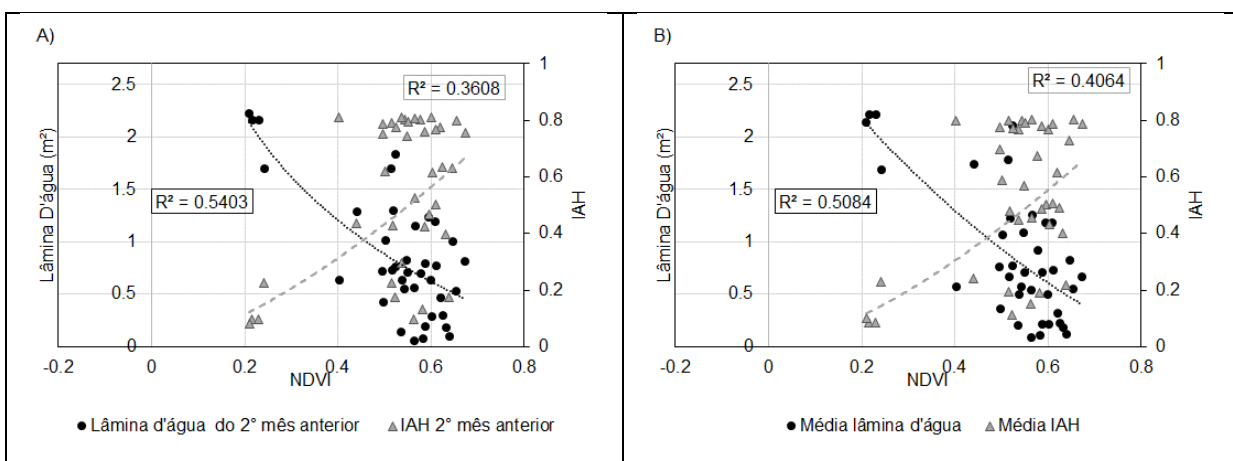 A)
R² = 0.3608
R² = 0.5403
Lâmina D'água (m²)
2.5
2
1.5
1
0.5
0
1
0.8
0.6
0.4
0.2
0
IAH
-0.2 0 0.2 0.4 0.6 0.8
NDVI
Lâmina d'água do 2° mês anterior IAH 2° mês anterior
B)
R² = 0.4064
R² = 0.5084
Lâmina D'água (m²)
2.5
2
1.5
1
0.5
0
1
0.8
0.6
0.4
0.2
0
IAH
-0.2 0 0.2 0.4 0.6 0.8
NDVI
Média lâmina d'água Média IAH